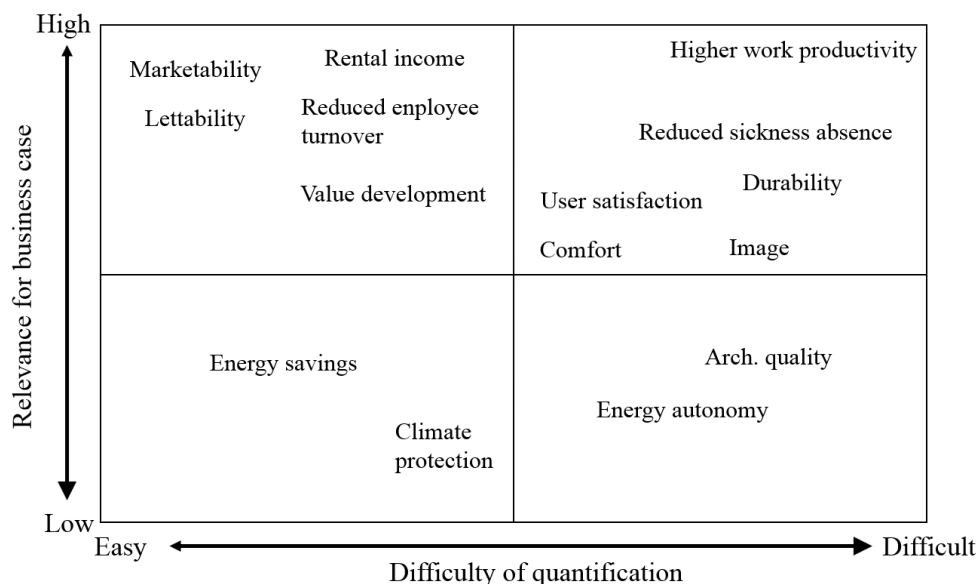 High
Marketability
Rental income
Higher work productivity
Lettability
Reduced enployee
turnover
Reduced sickness absence
Value development
User satisfaction
Durability
Comfort
Image
Relevance for business case
Energy savings
Arch. quality
Climate
protection
Energy autonomy
Low
Easy
Difficult
Difficulty of quantification